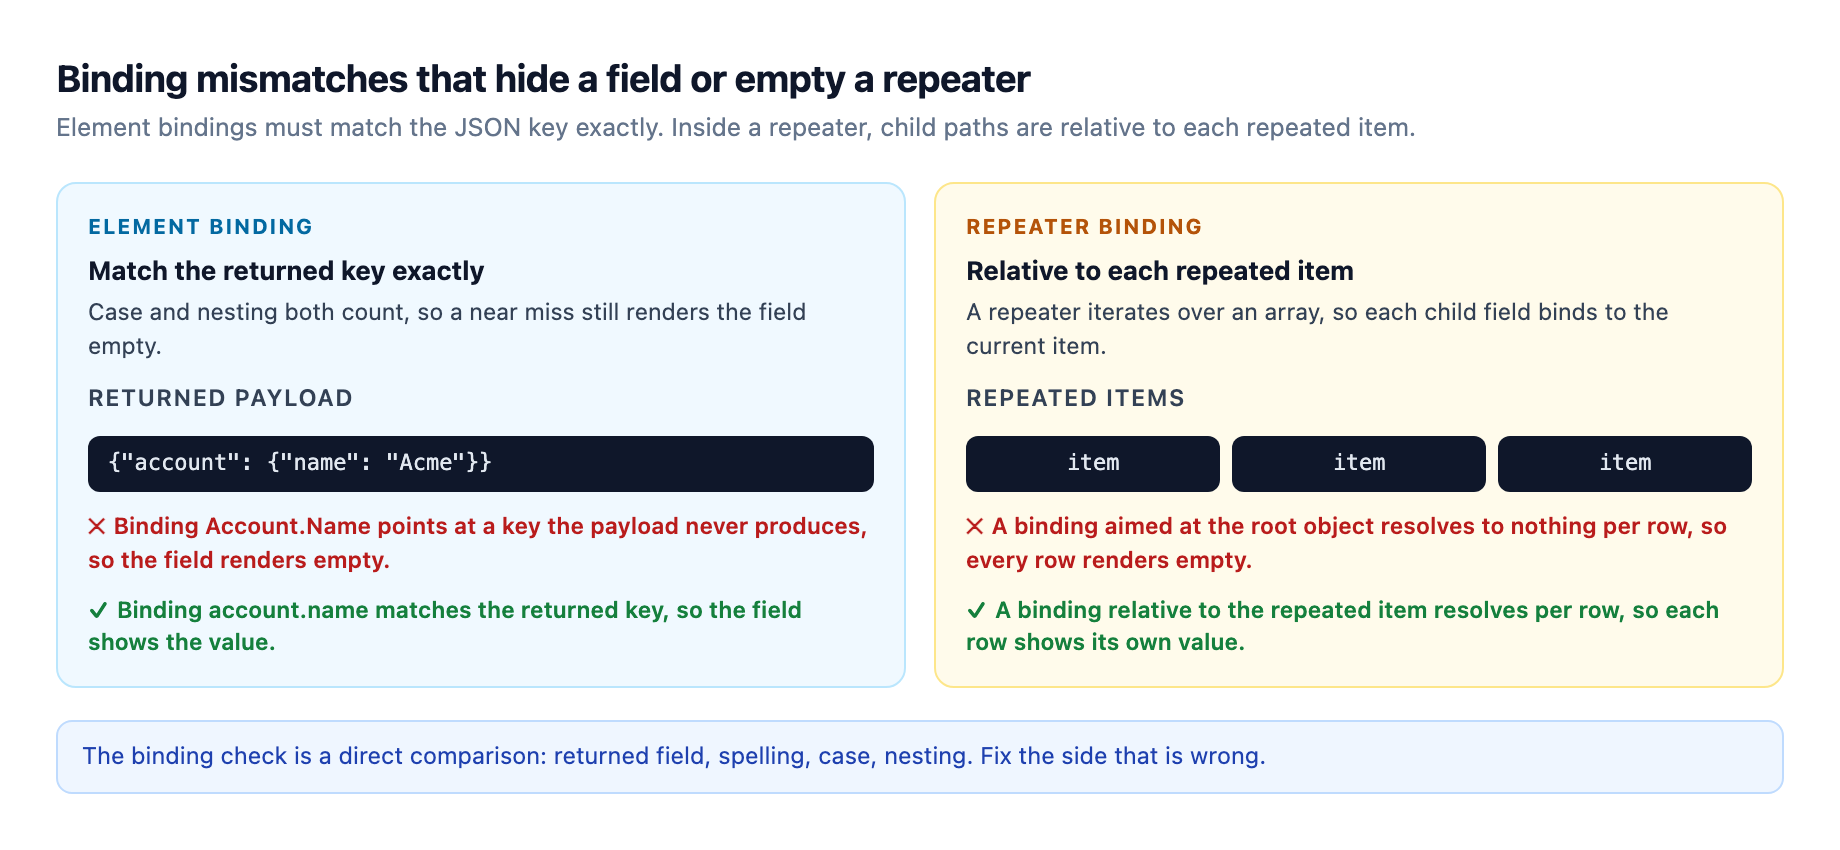 Binding mismatches that hide a field or empty a repeater
Element bindings must match the JSON key exactly. Inside a repeater, child paths are relative to each repeated item.
ELEMENT BINDING
Match the returned key exactly
Case and nesting both count, so a near miss still renders the field
empty.
RETURNED PAYLOAD
{"account": {"name": "Acme"}}
✕ Binding Account.Name points at a key the payload never produces,
so the field renders empty.
✓ Binding account.name matches the returned key, so the field
shows the value.
REPEATER BINDING
Relative to each repeated item
A repeater iterates over an array, so each child field binds to the
current item.
REPEATED ITEMS
item item item
✕ A binding aimed at the root object resolves to nothing per row, so
every row renders empty.
✓ A binding relative to the repeated item resolves per row, so each
row shows its own value.
The binding check is a direct comparison: returned field, spelling, case, nesting. Fix the side that is wrong.